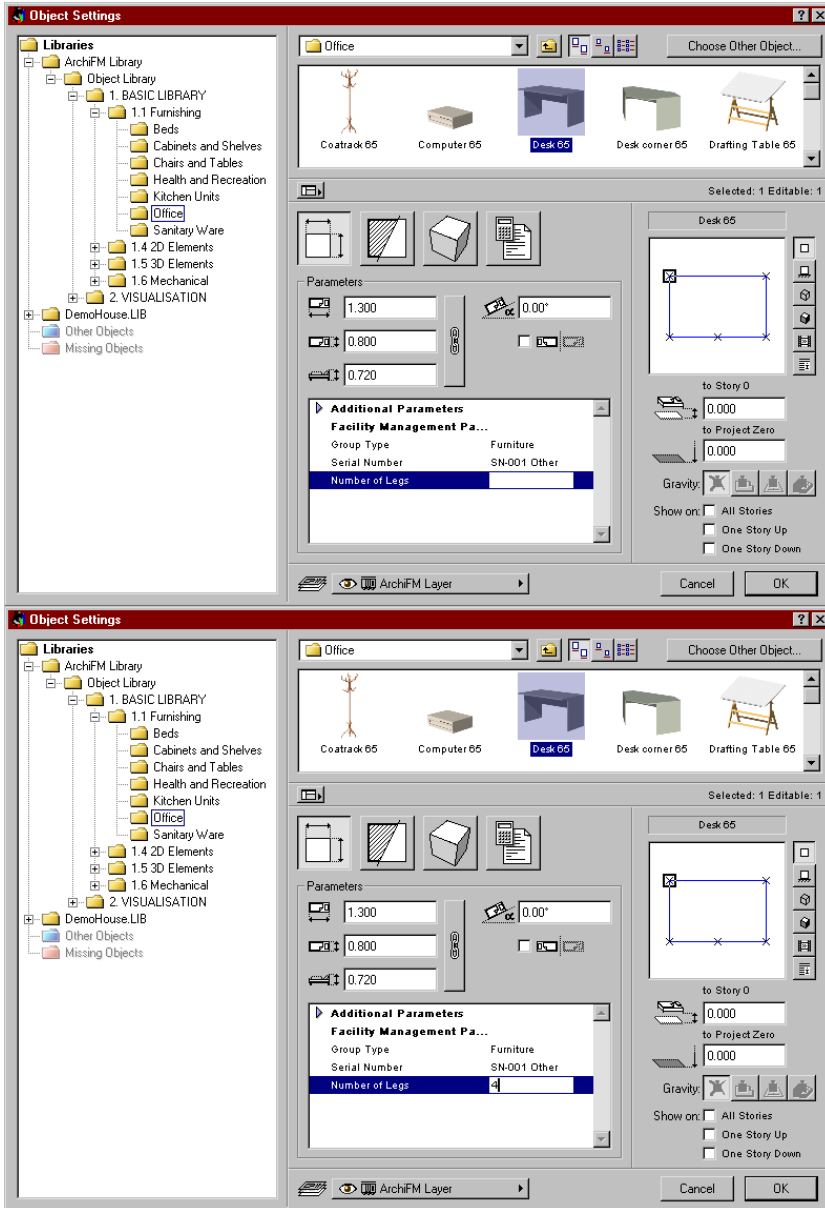 Object Settings
Libraries
ArchiFM Library
Object Library
1. BASIC LIBRARY
1.1 Furnishing
Beds
Cabinets and Shelves
Chairs and Tables
Health and Recreation
Kitchen Units
Office
Sanitary Ware
1.4 2D Elements
1.5 3D Elements
1.6 Mechanical
2. VISUALISATION
DemoHouse.LIB
Other Objects
Missing Objects
Office
Choose Other Object...
Coatrack 65 Computer 65 Desk 65 Desk corner 65 Drafting Table 65
Selected: 1 Editable: 1
Parameters
1.300
0.800
0.720
α 0.00°
Additional Parameters
Facility Management Pa...
Group Type Furniture
Serial Number SN-001 Other
Number of Legs
ArchiFM Layer
Desk 65
to Story 0
0.000
to Project Zero
0.000
Gravity:
Show on: All Stories
One Story Up
One Story Down
Cancel OK
Object Settings
Libraries
ArchiFM Library
Object Library
1. BASIC LIBRARY
1.1 Furnishing
Beds
Cabinets and Shelves
Chairs and Tables
Health and Recreation
Kitchen Units
Office
Sanitary Ware
1.4 2D Elements
1.5 3D Elements
1.6 Mechanical
2. VISUALISATION
DemoHouse.LIB
Other Objects
Missing Objects
Office
Choose Other Object...
Coatrack 65 Computer 65 Desk 65 Desk corner 65 Drafting Table 65
Selected: 1 Editable: 1
Parameters
1.300
0.800
0.720
α 0.00°
Additional Parameters
Facility Management Pa...
Group Type Furniture
Serial Number SN-001 Other
Number of Legs 4
ArchiFM Layer
Desk 65
to Story 0
0.000
to Project Zero
0.000
Gravity:
Show on: All Stories
One Story Up
One Story Down
Cancel OK